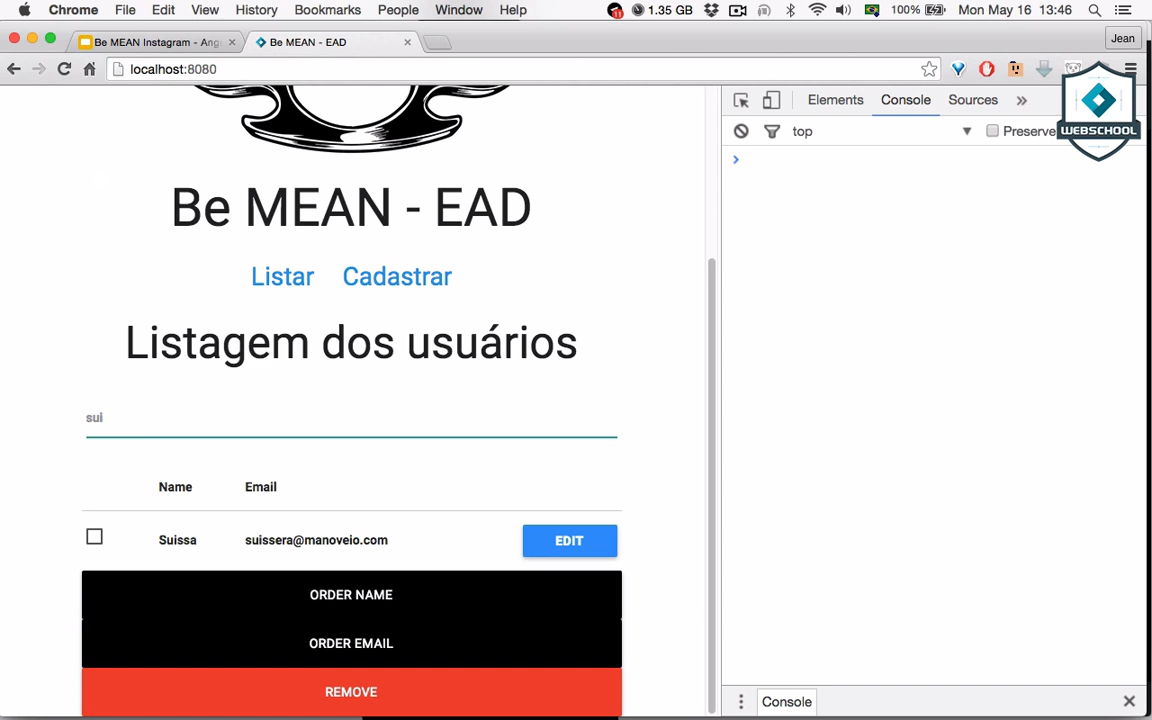 Chrome File Edit View History Bookmarks People Window Help 11 1.35 GB 100% Mon May 16 13:46
Be MEAN Instagram - Ang
Be MEAN - EAD
Jean
localhost:8080
Elements Console Sources »
top Preserve
WEBSCHOOL
Be MEAN - EAD
Listar Cadastrar
Listagem dos usuários
sui
Name Email
Suissa suissera@manoveio.com EDIT
ORDER NAME
ORDER EMAIL
REMOVE
Console